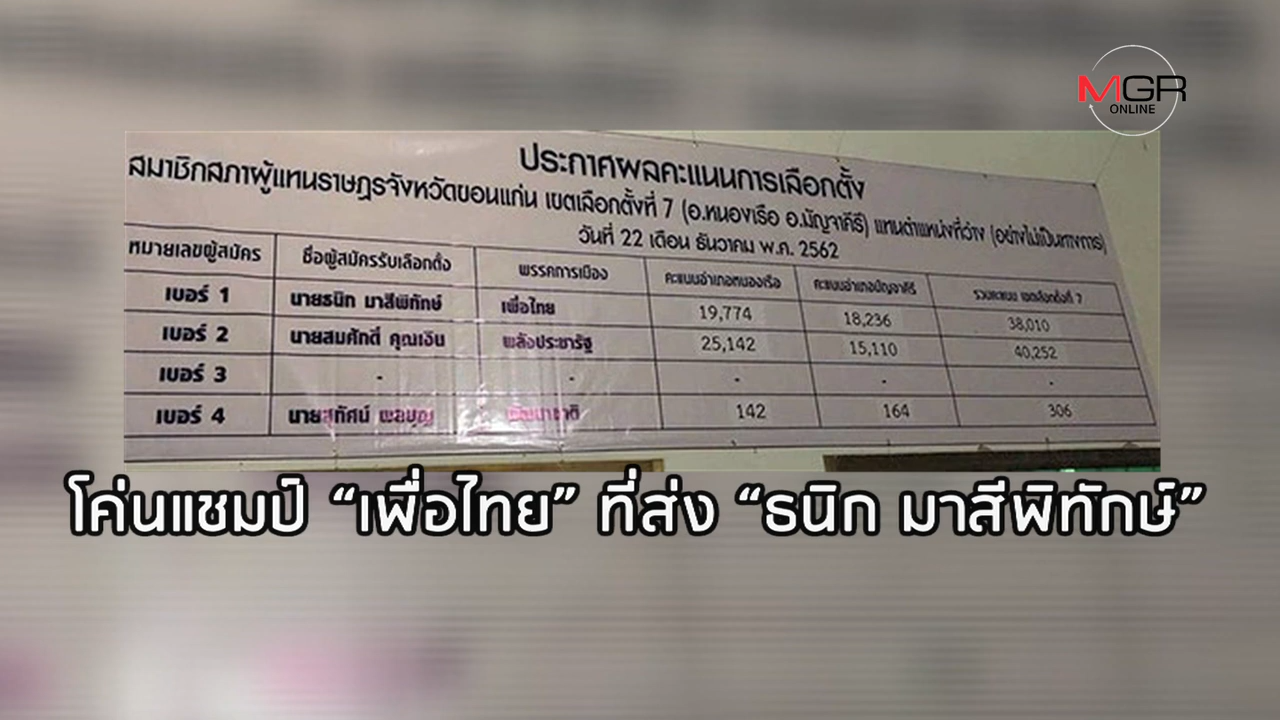 MGR
ONLINE
ประกาศผลคะแนนการเลือกตั้ง
สมาชิกสภาผู้แทนราษฎรจังหวัดขอนแก่น เขตเลือกตั้งที่ 7 (อ.หนองเรือ อ.มัญจาคีรี) แทนตำแหน่งที่ว่าง (อย่างไม่เป็นทางการ)
วันที่ 22 เดือน ธันวาคม พ.ศ. 2562
หมายเลขผู้สมัคร ชื่อผู้สมัครรับเลือกตั้ง พรรคการเมือง คะแนนอำเภอหนองเรือ คะแนนอำเภอมัญจาคีรี รวมคะแนน เขตเลือกตั้งที่ 7
เบอร์ 1 นายธนิก มาสีพิทักษ์ เพื่อไทย 19,774 18,236 38,010
เบอร์ 2 นายสมศักดิ์ คุณเงิน พลังประชารัฐ 25,142 15,110 40,252
เบอร์ 3 - - - - -
เบอร์ 4 นายสุทัศน์ พลบุญ 142 164 306
โค่นแชมป์ “เพื่อไทย” ที่ส่ง “ธนิก มาสีพิทักษ์”